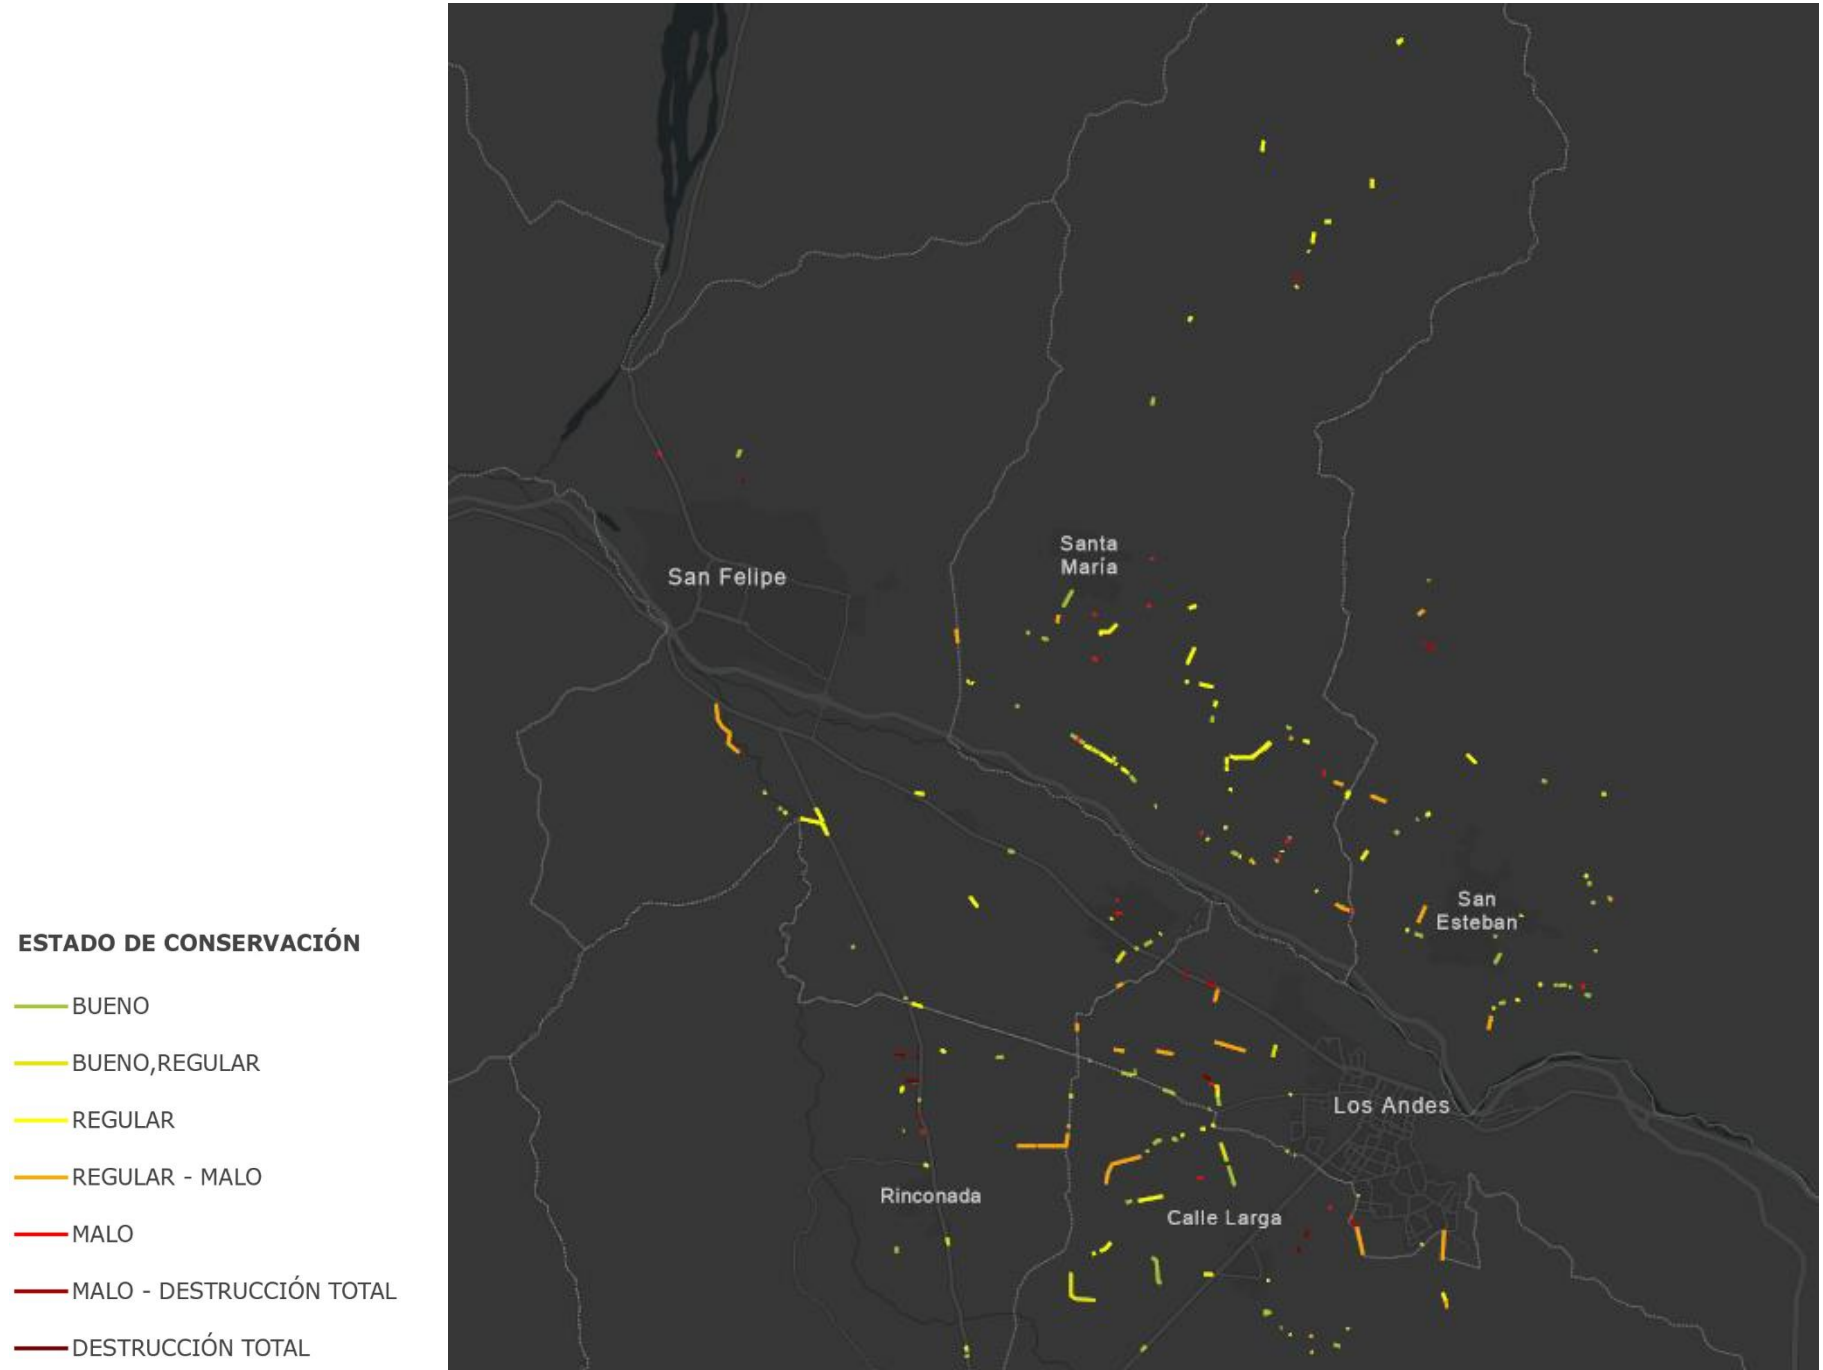 Santa
María
San Felipe
San
Esteban
Los Andes
Rinconada
Calle Larga
ESTADO DE CONSERVACIÓN
BUENO
BUENO,REGULAR
REGULAR
REGULAR - MALO
MALO
MALO - DESTRUCCIÓN TOTAL
DESTRUCCIÓN TOTAL